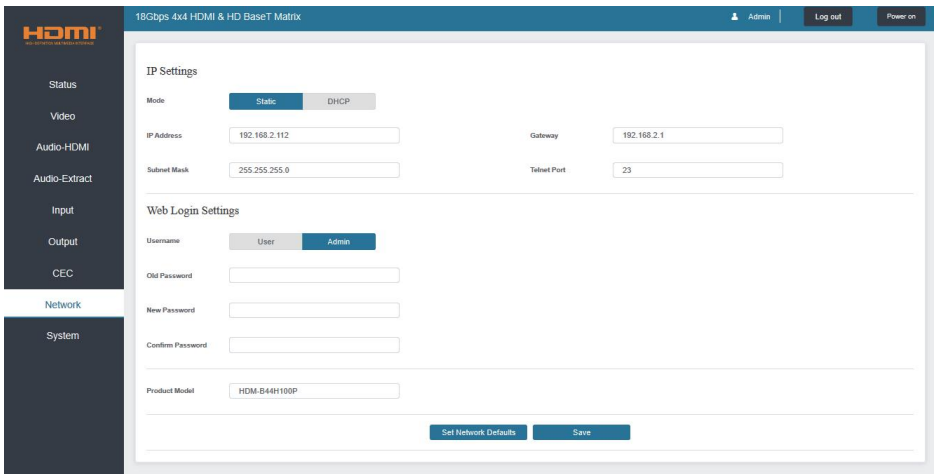 18Gbps 4x4 HDMI & HD BaseT Matrix
Admin
Log out
Power on
HDMI
Status
Video
Audio-HDMI
Audio-Extract
Input
Output
CEC
Network
System
IP Settings
Mode
Static
DHCP
IP Address
192.168.2.112
Gateway
192.168.2.1
Subnet Mask
255.255.255.0
Telnet Port
23
Web Login Settings
Username
User
Admin
Old Password
New Password
Confirm Password
Product Model
HDM-B44H100P
Set Network Defaults
Save